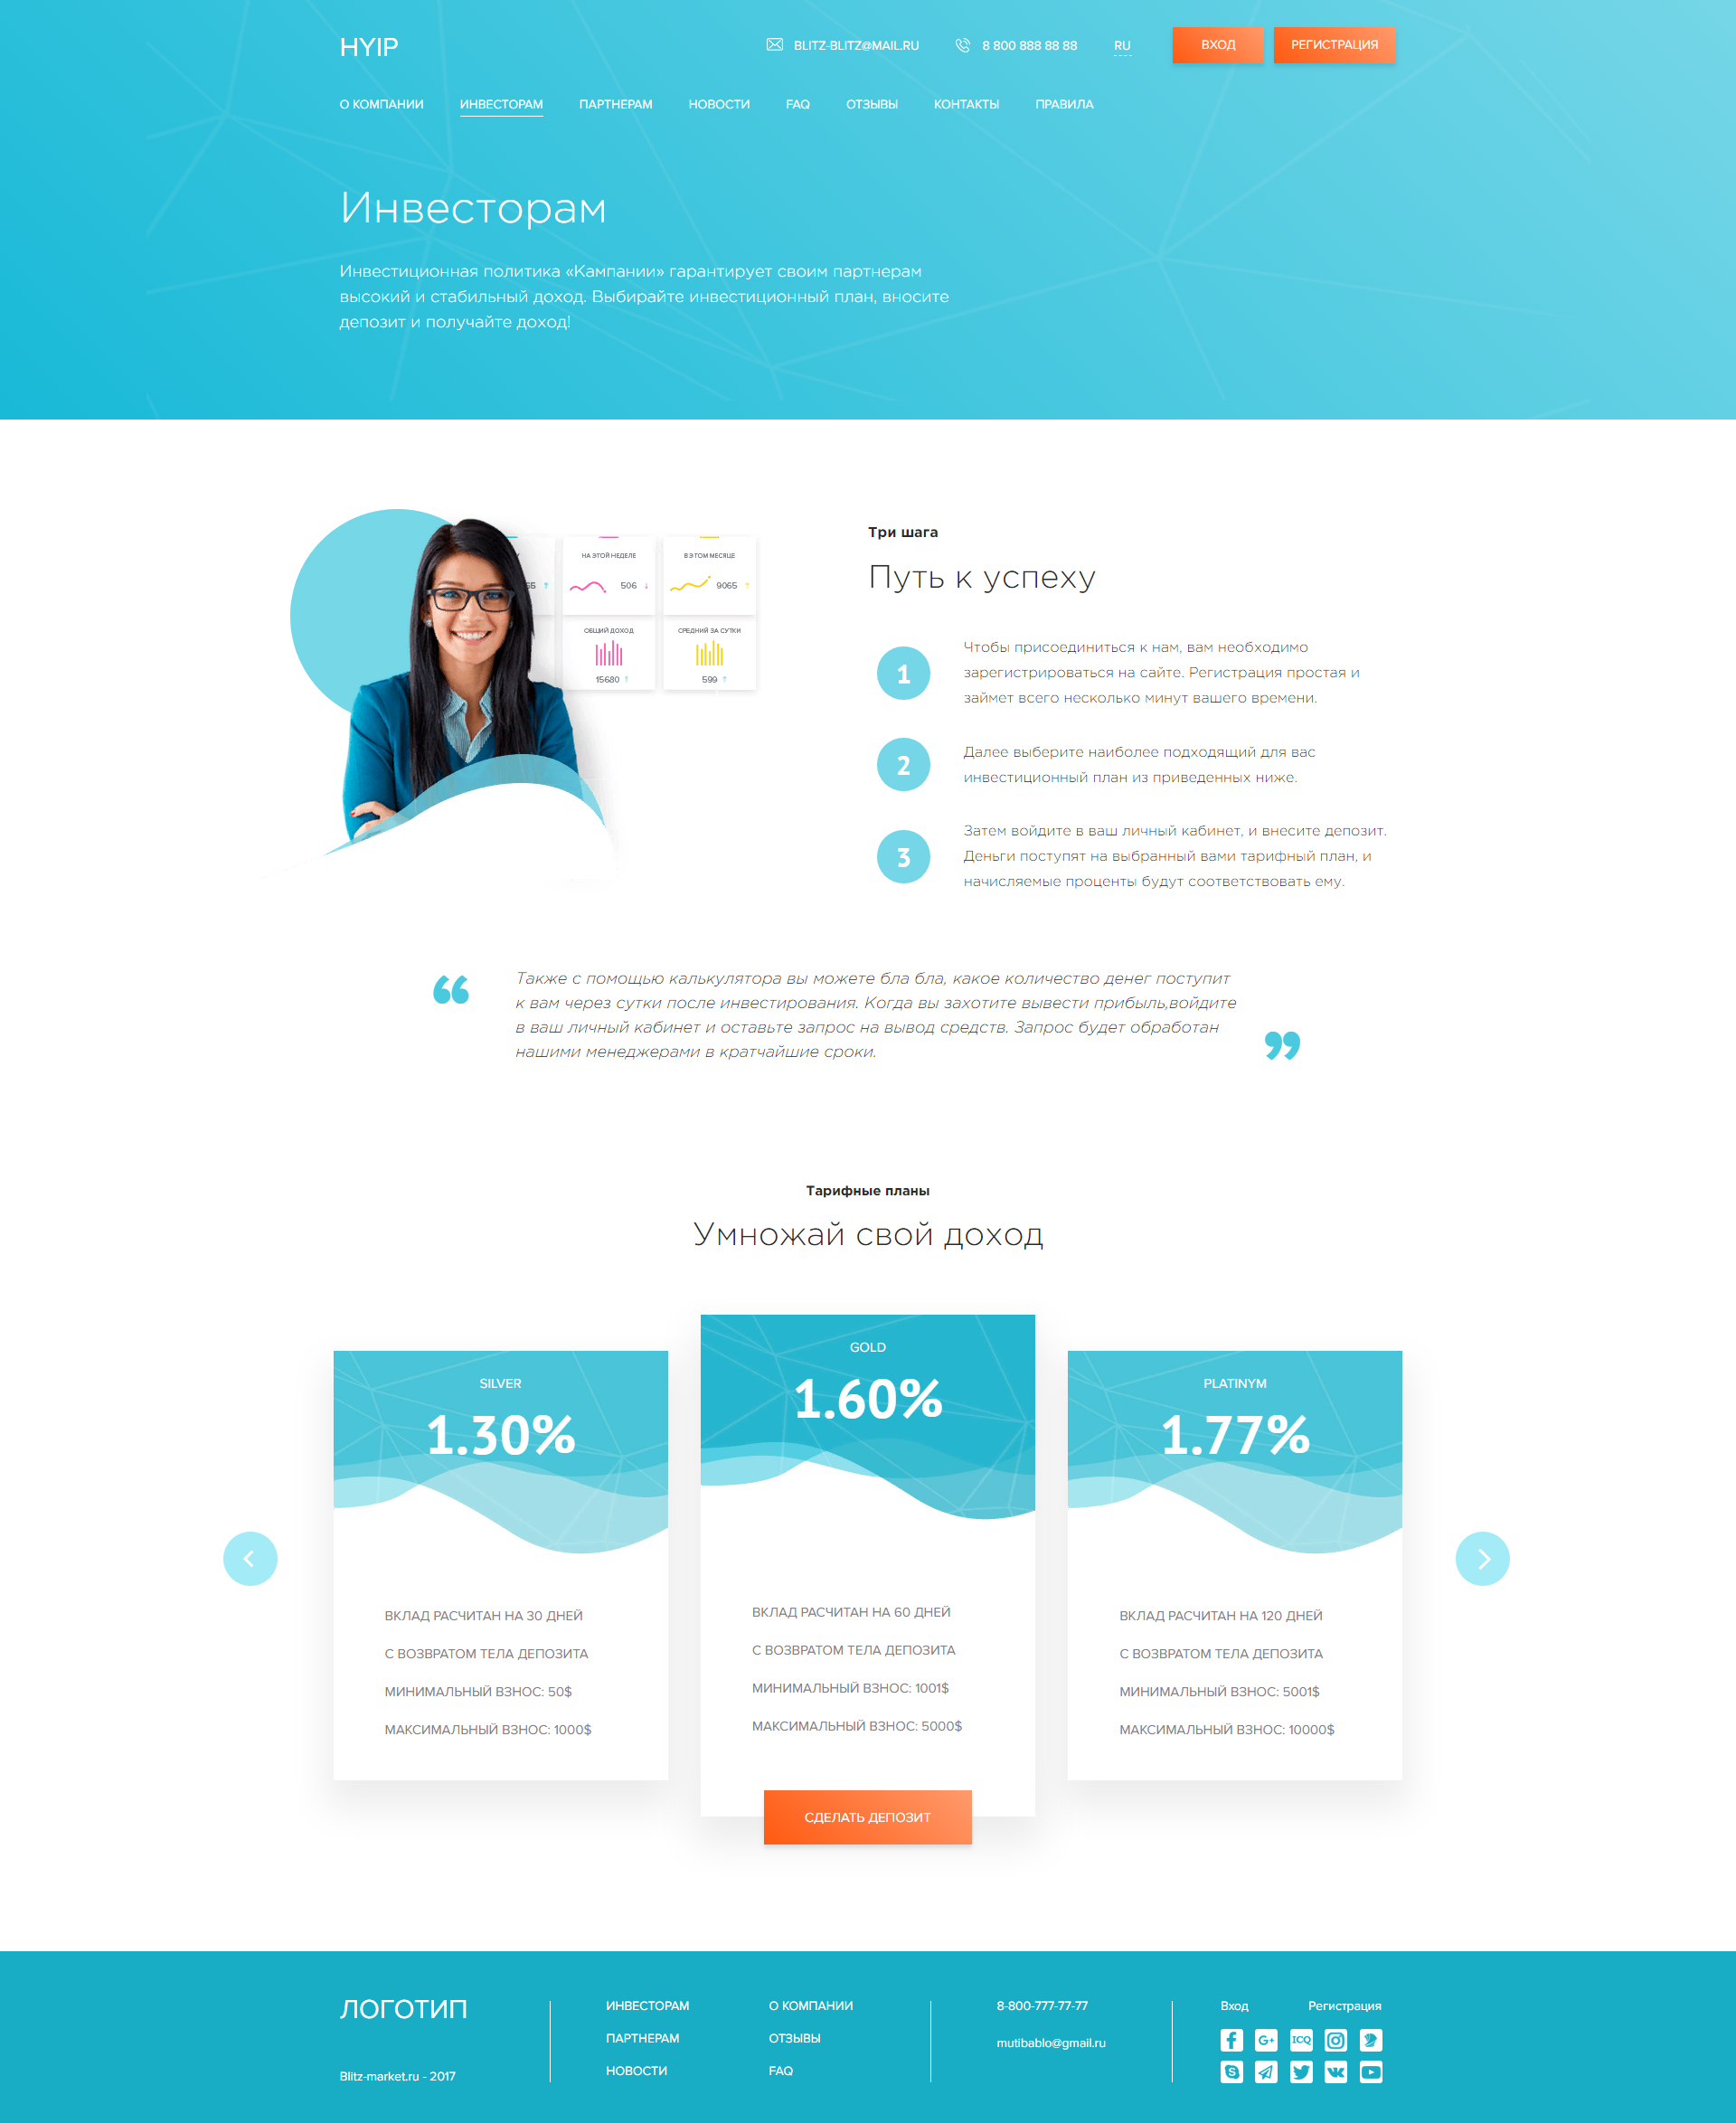 HYIP
BLITZ-BLITZ@MAIL.RU
8 800 888 88 88
RU
ВХОД
РЕГИСТРАЦИЯ
О КОМПАНИИ
ИНВЕСТОРАМ
ПАРТНЕРАМ
НОВОСТИ
FAQ
ОТЗЫВЫ
КОНТАКТЫ
ПРАВИЛА
Инвесторам
Инвестиционная политика «Кампании» гарантирует своим партнерам
высокий и стабильный доход. Выбирайте инвестиционный план, вносите
депозит и получайте доход!
НА ЭТОЙ НЕДЕЛЕ
506
В ЭТОМ МЕСЯЦЕ
9065
ОБЩИЙ ДОХОД
15680
СРЕДНИЙ ЗА СУТКИ
599
Три шага
Путь к успеху
1
Чтобы присоединиться к нам, вам необходимо
зарегистрироваться на сайте. Регистрация простая и
займет всего несколько минут вашего времени.
2
Далее выберите наиболее подходящий для вас
инвестиционный план из приведенных ниже.
3
Затем войдите в ваш личный кабинет, и внесите депозит.
Деньги поступят на выбранный вами тарифный план, и
начисляемые проценты будут соответствовать ему.
“
Также с помощью калькулятора вы можете бла бла, какое количество денег поступит
к вам через сутки после инвестирования. Когда вы захотите вывести прибыль,войдите
в ваш личный кабинет и оставьте запрос на вывод средств. Запрос будет обработан
нашими менеджерами в кратчайшие сроки.
”
Тарифные планы
Умножай свой доход
SILVER
1.30%
ВКЛАД РАСЧИТАН НА 30 ДНЕЙ
С ВОЗВРАТОМ ТЕЛА ДЕПОЗИТА
МИНИМАЛЬНЫЙ ВЗНОС: 50$
МАКСИМАЛЬНЫЙ ВЗНОС: 1000$
GOLD
1.60%
ВКЛАД РАСЧИТАН НА 60 ДНЕЙ
С ВОЗВРАТОМ ТЕЛА ДЕПОЗИТА
МИНИМАЛЬНЫЙ ВЗНОС: 1001$
МАКСИМАЛЬНЫЙ ВЗНОС: 5000$
СДЕЛАТЬ ДЕПОЗИТ
PLATINYM
1.77%
ВКЛАД РАСЧИТАН НА 120 ДНЕЙ
С ВОЗВРАТОМ ТЕЛА ДЕПОЗИТА
МИНИМАЛЬНЫЙ ВЗНОС: 5001$
МАКСИМАЛЬНЫЙ ВЗНОС: 10000$
ЛОГОТИП
Blitz-market.ru - 2017
ИНВЕСТОРАМ
ПАРТНЕРАМ
НОВОСТИ
О КОМПАНИИ
ОТЗЫВЫ
FAQ
8-800-777-77-77
mutibablo@gmail.ru
Вход
Регистрация
G+
ICQ